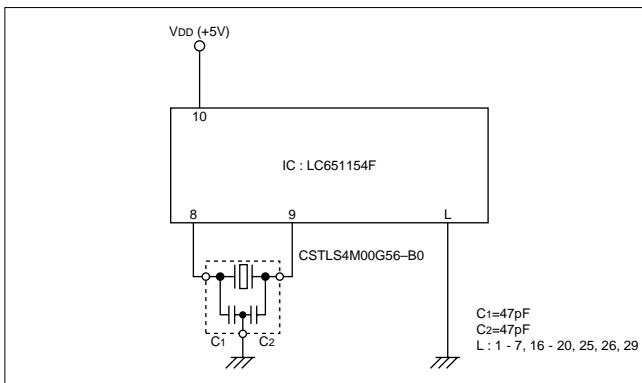 VDD (+5V)
10
IC : LC651154F
8 9 L
CSTLS4M00G56–B0
C1 C2
C1=47pF
C2=47pF
L : 1 - 7, 16 - 20, 25, 26, 29